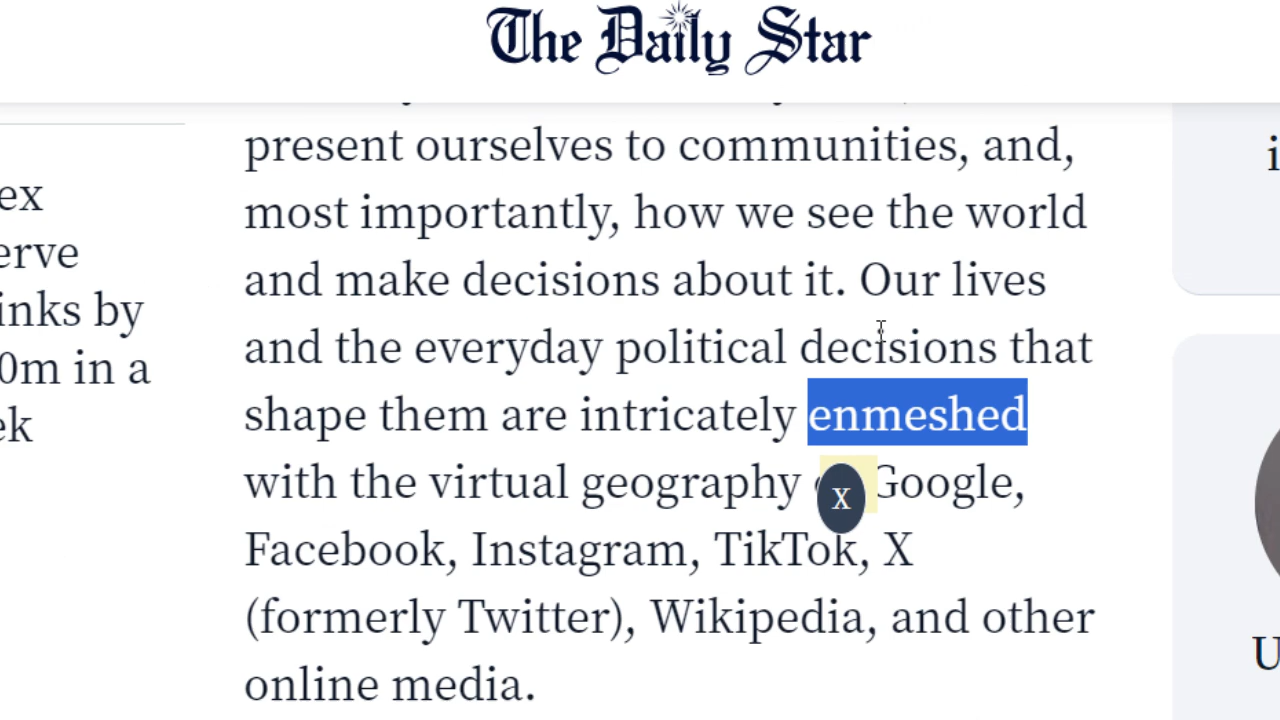 The Daily Star
present ourselves to communities, and,
most importantly, how we see the world
and make decisions about it. Our lives
and the everyday political decisions that
shape them are intricately enmeshed
with the virtual geography Google,
x
Facebook, Instagram, TikTok, X
(formerly Twitter), Wikipedia, and other
online media.
ex
erve
inks by
0m in a
ek
i
U